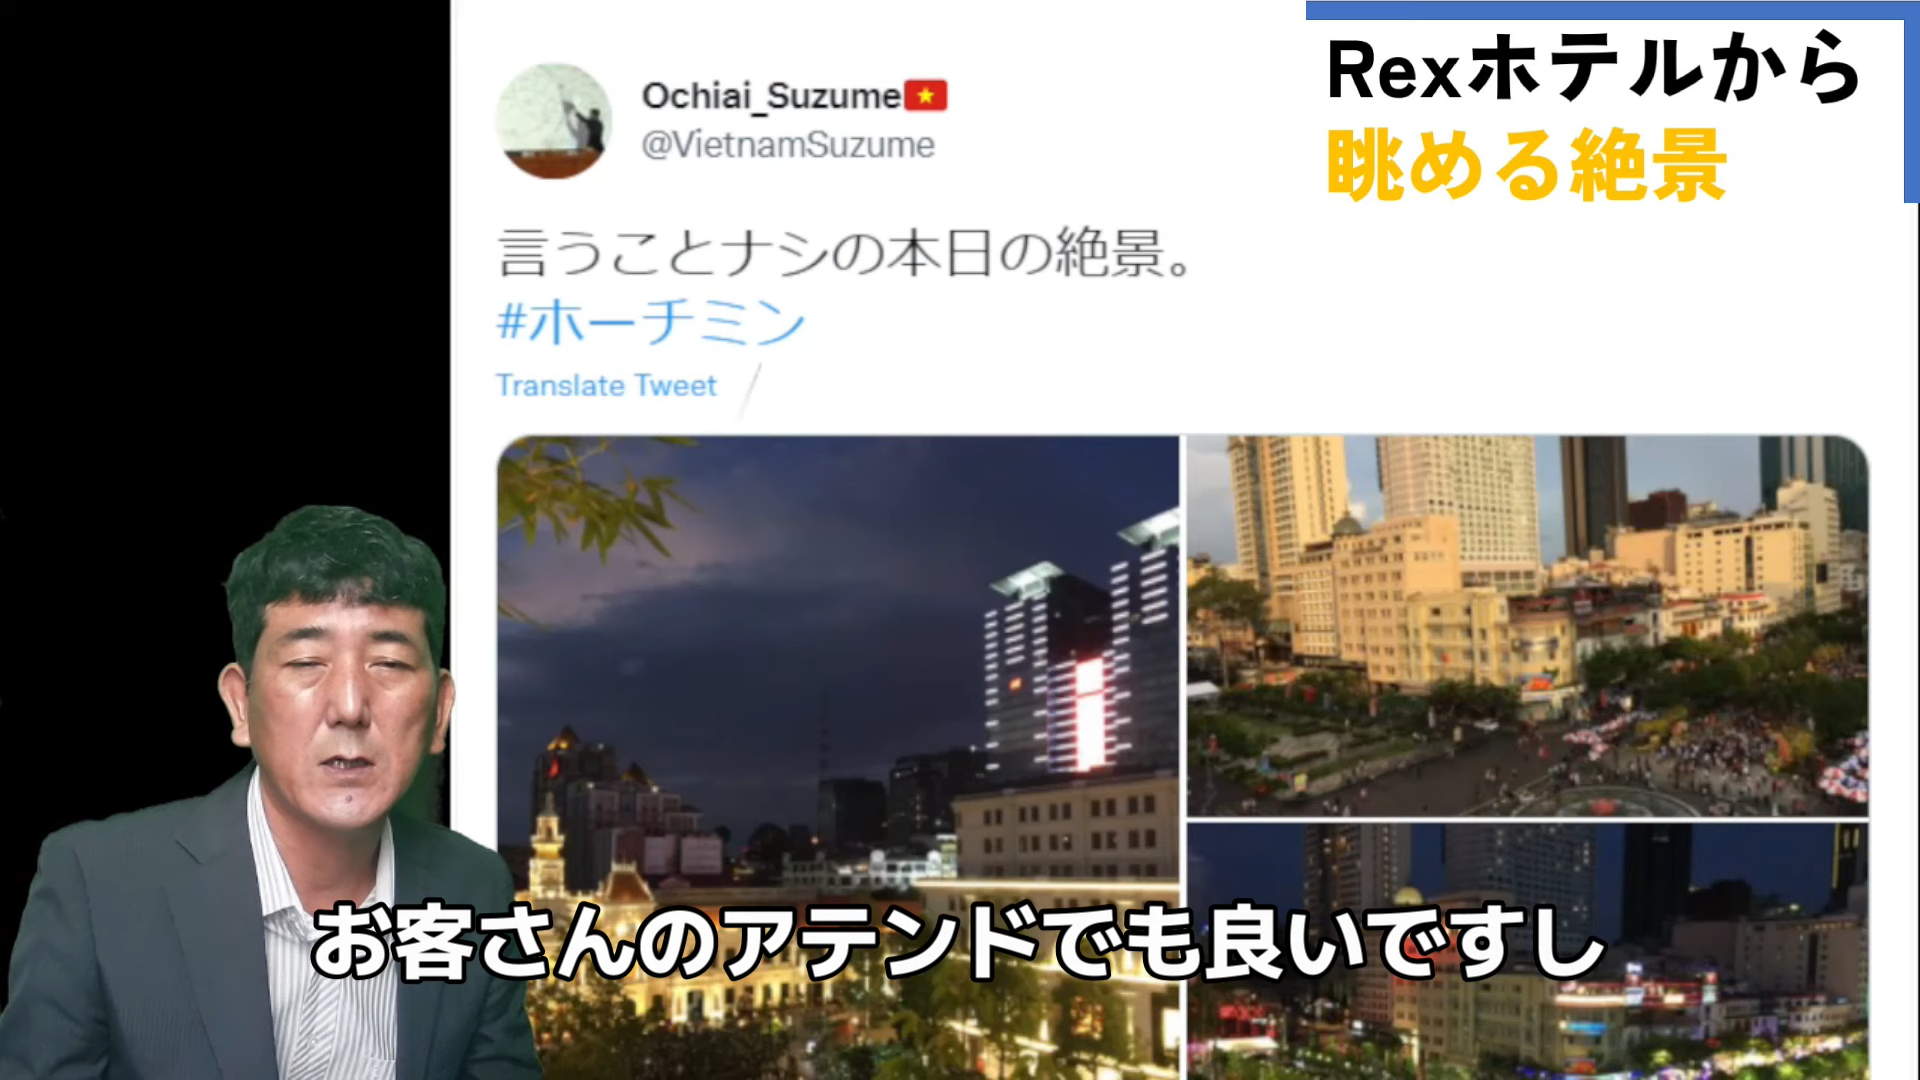 Rexホテルから
眺める絶景
Ochiai_Suzume
@VietnamSuzume
言うことナシの本日の絶景。
#ホーチミン
Translate Tweet
お客さんのアテンドでも良いですし